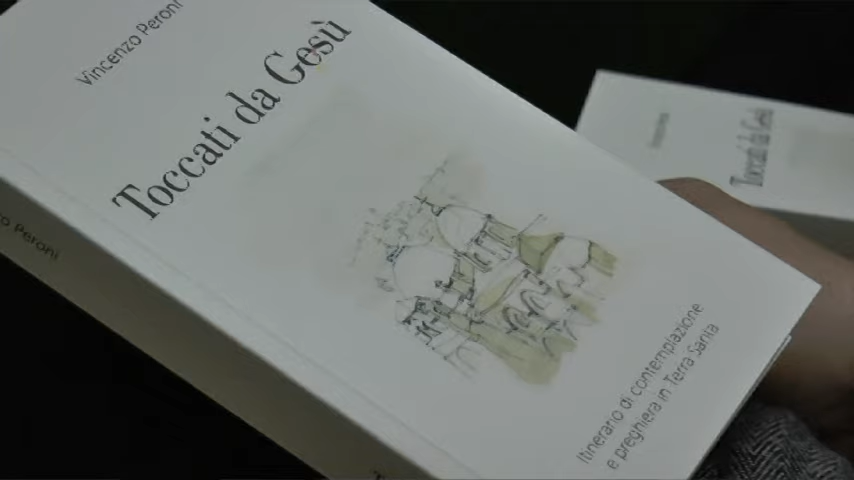 Vincenzo Peroni
Toccati da Gesù
Itinerario di contemplazione
e preghiera in Terra Santa
Peroni
Toccati da Gesù